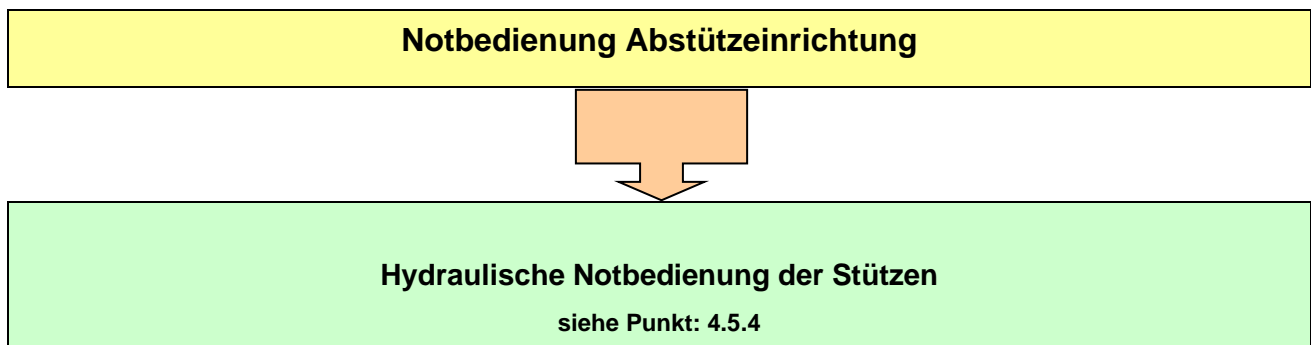 Notbedienung Abstützeinrichtung
Hydraulische Notbedienung der Stützen
siehe Punkt: 4.5.4